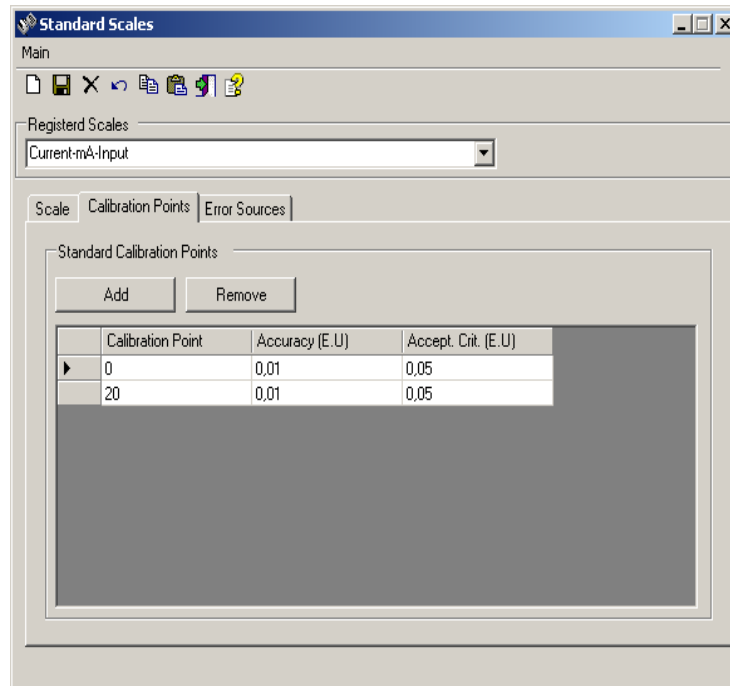 Standard Scales
Main
Registerd Scales
Current-mA-Input
Scale Calibration Points Error Sources
Standard Calibration Points
Add Remove
Calibration Point Accuracy (E.U) Accept. Crit. (E.U)
0 0,01 0,05
20 0,01 0,05